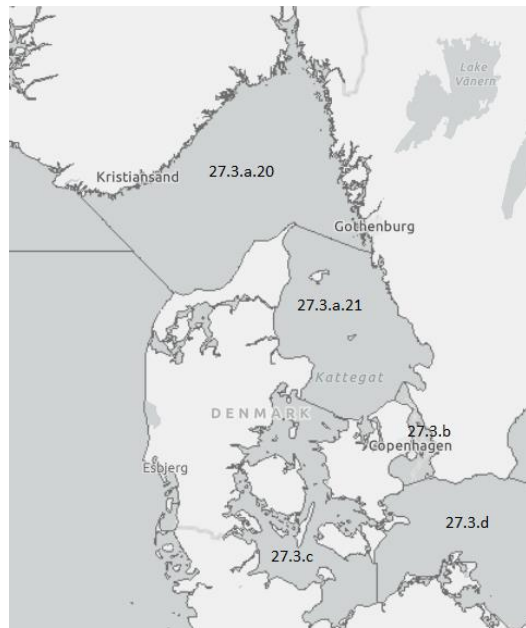 Lake
Vänern
27.3.a.20
Kristiansand
Gothenburg
27.3.a.21
Kattegat
DENMARK
27.3.b
Copenhagen
Esbjerg
27.3.d
27.3.c